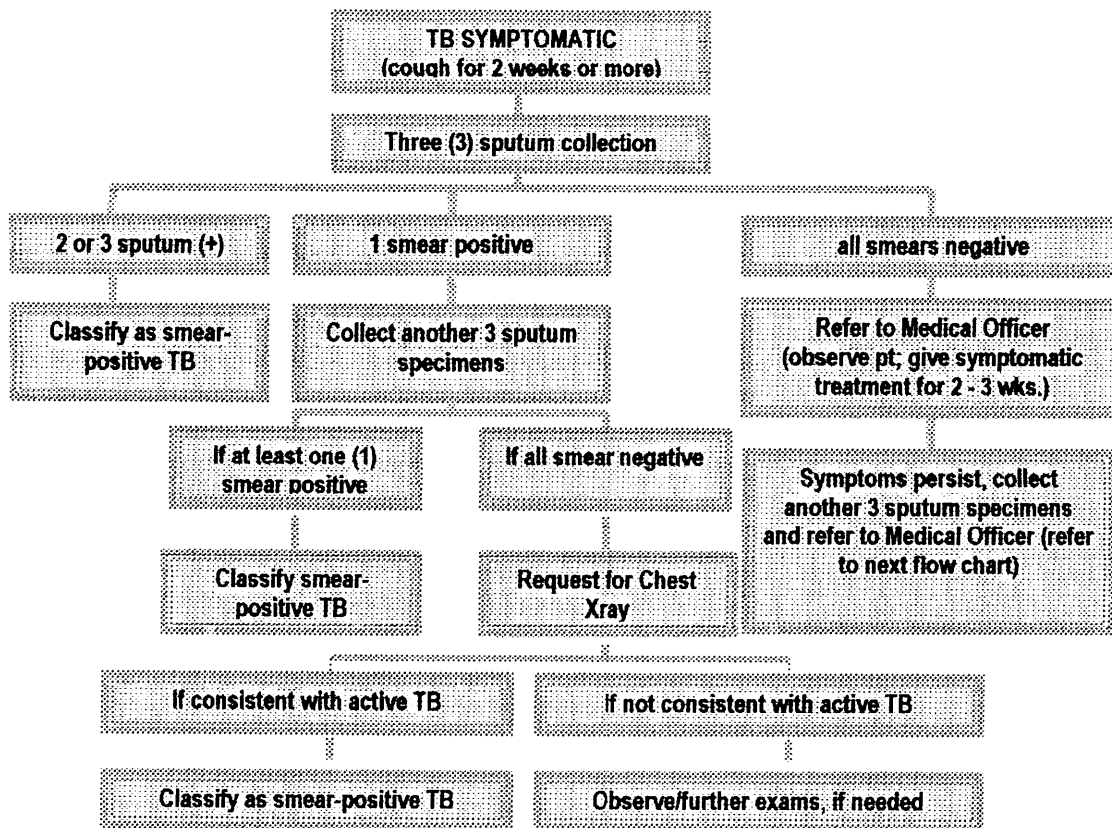 TB SYMPTOMATIC
(cough for 2 weeks or more)
Three (3) sputum collection
2 or 3 sputum (+)
1 smear positive
all smears negative
Classify as smear-
positive TB
Collect another 3 sputum
specimens
Refer to Medical Officer
(observe pt; give symptomatic
treatment for 2 - 3 wks.)
If at least one (1)
smear positive
If all smear negative
Symptoms persist, collect
another 3 sputum specimens
and refer to Medical Officer (refer
to next flow chart)
Classify smear-
positive TB
Request for Chest
Xray
If consistent with active TB
If not consistent with active TB
Classify as smear-positive TB
Observe/further exams, if needed